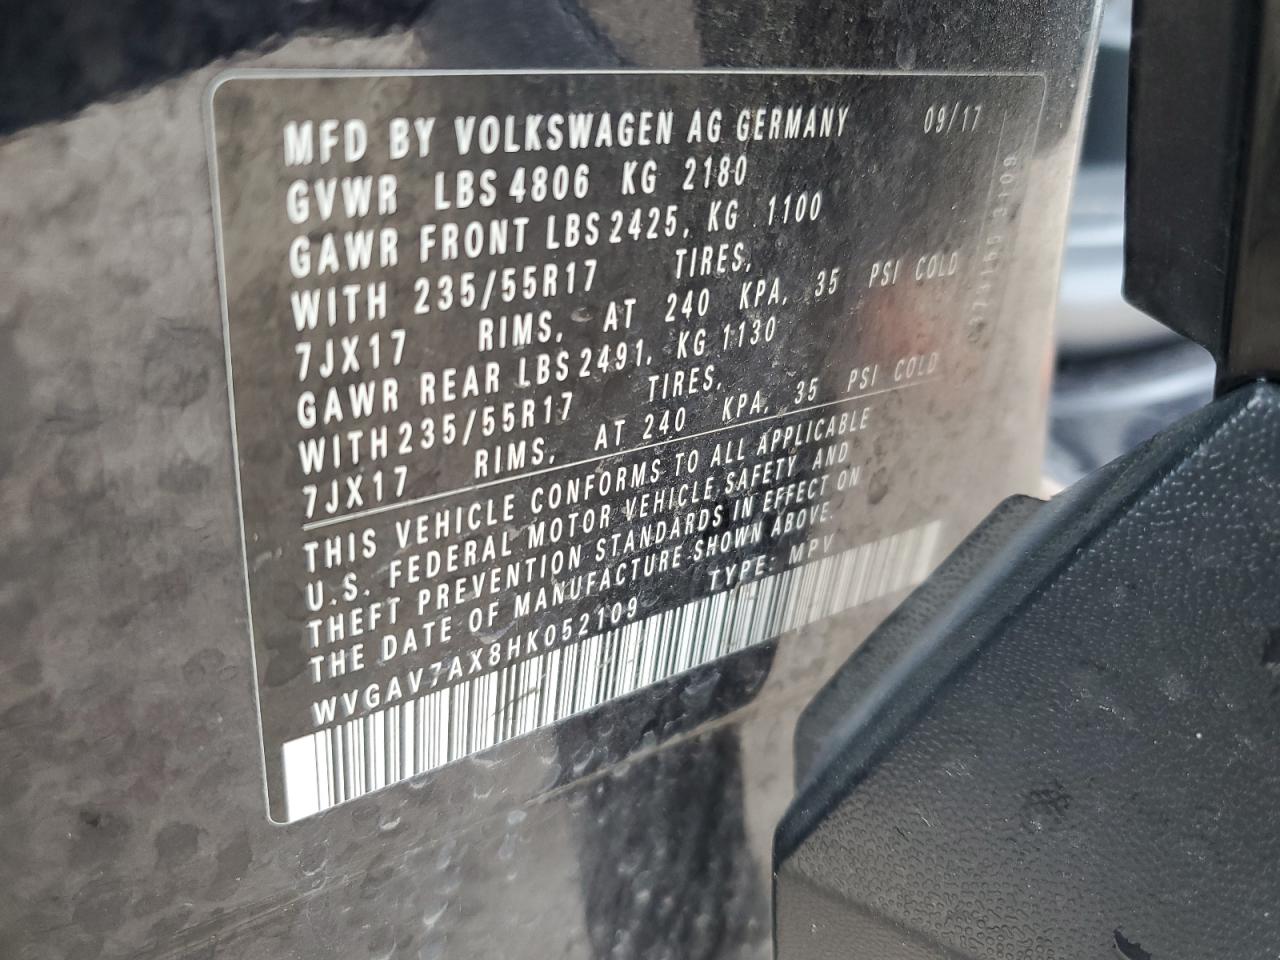 MFD BY VOLKSWAGEN AG GERMANY 09/17
GVWR LBS 4806 KG 2180
GAWR FRONT LBS 2425, KG 1100
WITH 235/55R17 TIRES,
7JX17 RIMS, AT 240 KPA, 35 PSI COLD
GAWR REAR LBS 2491, KG 1130
WITH 235/55R17 TIRES,
7JX17 RIMS, AT 240 KPA, 35 PSI COLD
THIS VEHICLE CONFORMS TO ALL APPLICABLE
U.S. FEDERAL MOTOR VEHICLE SAFETY AND
THEFT PREVENTION STANDARDS IN EFFECT ON
THE DATE OF MANUFACTURE SHOWN ABOVE.
WVGAV7AX8HK052109 TYPE: MPV